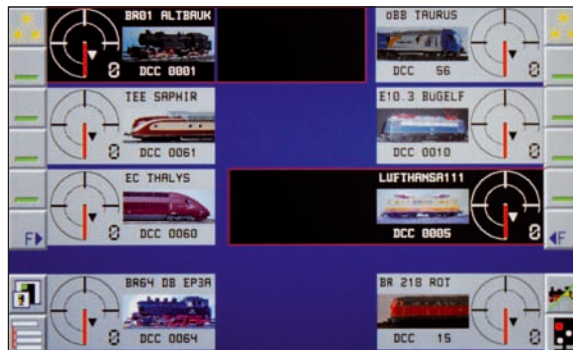 BR01 ALTBAUK
0
DCC 0001
öBB TAURUS
DCC 56
0
TEE SAPHIR
0
DCC 0061
E10.3 BüGELF
DCC 0010
0
EC THALYS
0
DCC 0060
LUFTHANSA111
DCC 0005
0
F
F
BR64 DB EP3A
0
DCC 0064
BR 218 ROT
DCC 15
0